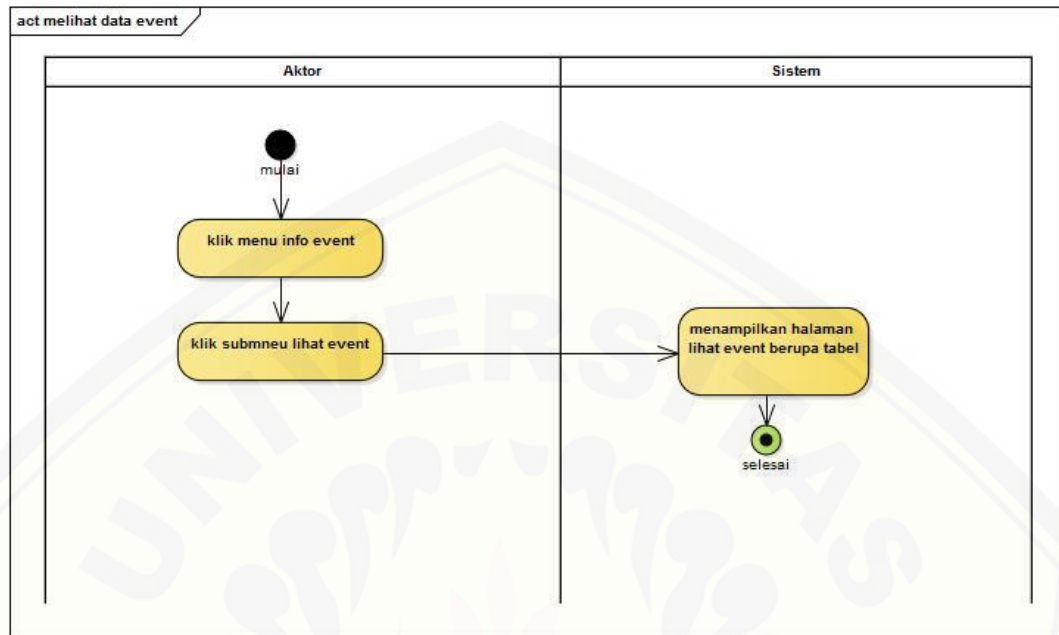 act melihat data event
Aktor
Sistem
mulai
klik menu info event
klik submneu lihat event
menampilkan halaman
lihat event berupa tabel
selesai
UNIVERSITAS